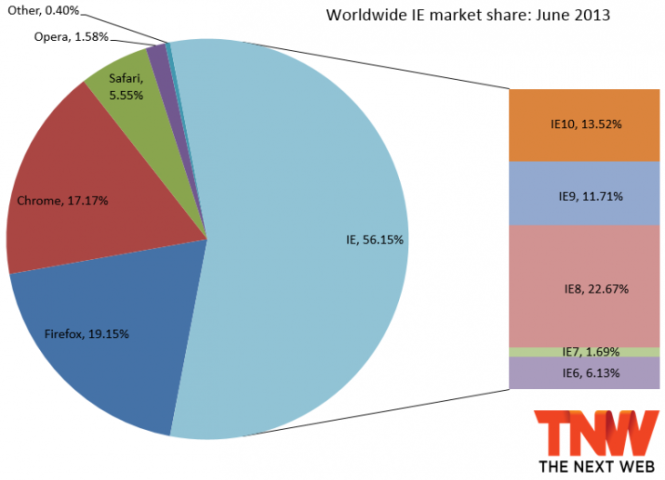 Worldwide IE market share: June 2013
Other, 0.40%
Opera, 1.58%
Safari,
5.55%
Chrome, 17.17%
Firefox, 19.15%
IE, 56.15%
IE10, 13.52%
IE9, 11.71%
IE8, 22.67%
IE7, 1.69%
IE6, 6.13%
TNW
THE NEXT WEB